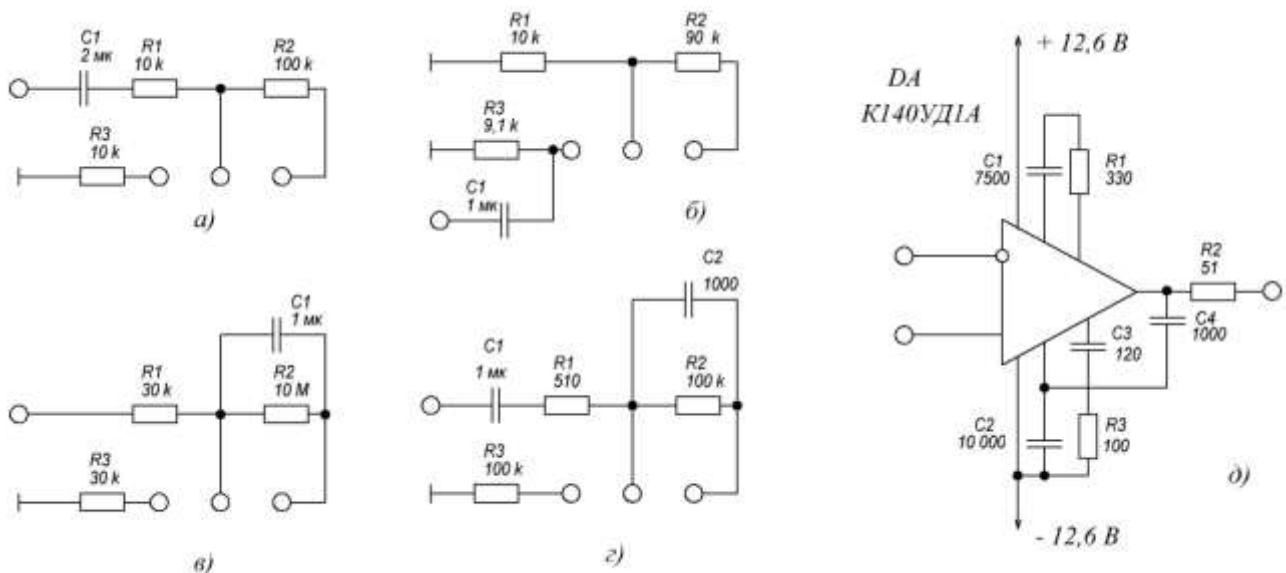 C1
2 мк
R1
10 k
R2
100 k
R3
10 k
а)
R1
10 k
R2
90 k
R3
9,1 k
C1
1 мк
б)
C1
1 мк
R1
30 k
R2
10 M
R3
30 k
в)
C2
1000
C1
1 мк
R1
510
R2
100 k
R3
100 k
г)
+ 12,6 В
DA
К140УД1А
C1
7500
R1
330
R2
51
C3
120
C4
1000
C2
10 000
R3
100
д)
- 12,6 В